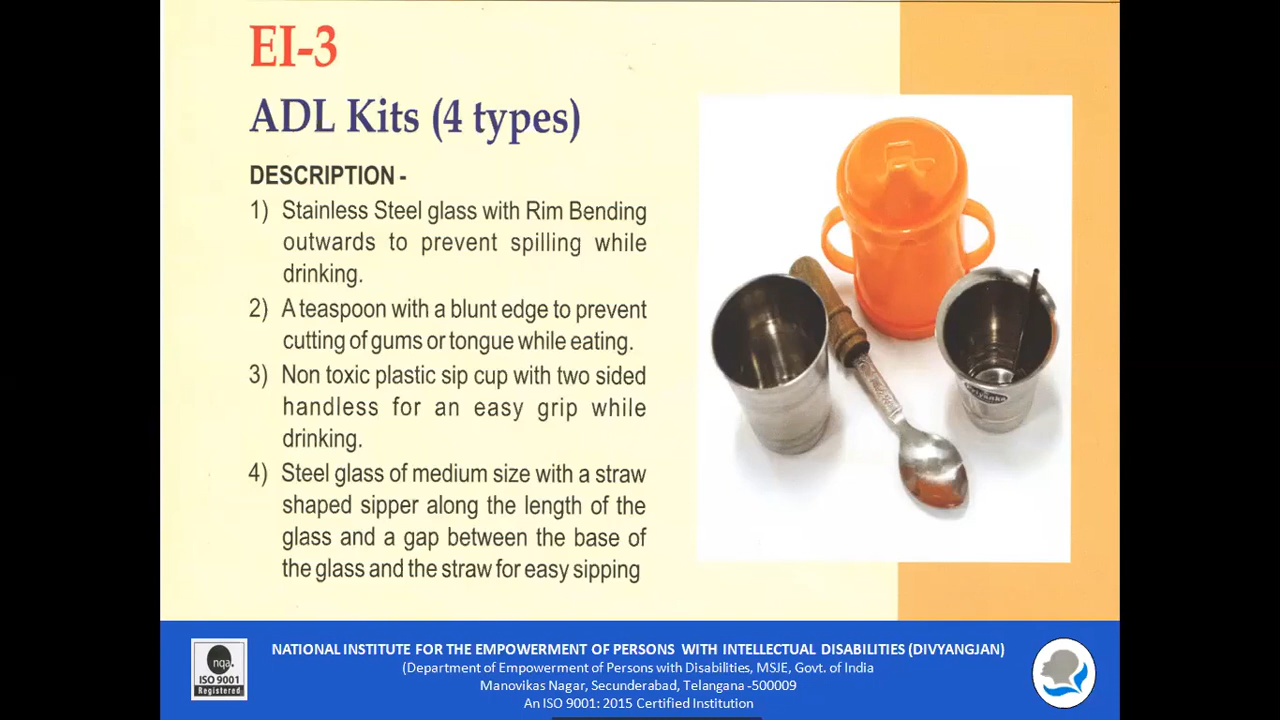 EI-3
ADL Kits (4 types)
DESCRIPTION -
1) Stainless Steel glass with Rim Bending
outwards to prevent spilling while
drinking.
2) A teaspoon with a blunt edge to prevent
cutting of gums or tongue while eating.
3) Non toxic plastic sip cup with two sided
handless for an easy grip while
drinking.
4) Steel glass of medium size with a straw
shaped sipper along the length of the
glass and a gap between the base of
the glass and the straw for easy sipping
nqa.
ISO 9001
Registered
NATIONAL INSTITUTE FOR THE EMPOWERMENT OF PERSONS WITH INTELLECTUAL DISABILITIES (DIVYANGJAN)
(Department of Empowerment of Persons with Disabilities, MSJE, Govt. of India
Manovikas Nagar, Secunderabad, Telangana -500009
An ISO 9001: 2015 Certified Institution